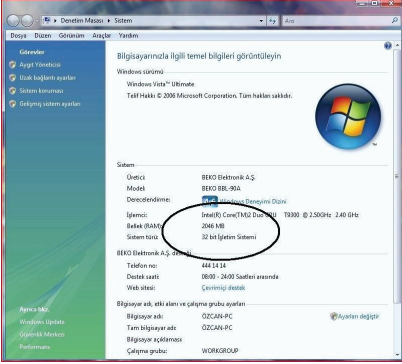 Denetim Masası ▸ Sistem
Ara
Dosya Düzen Görünüm Araçlar Yardım
Görevler
Aygıt Yöneticisi
Uzak bağlantı ayarları
Sistem koruması
Gelişmiş sistem ayarları
Bilgisayarınızla ilgili temel bilgileri görüntüleyin
Windows sürümü
Windows Vista™ Ultimate
Telif Hakkı © 2006 Microsoft Corporation. Tüm hakları saklıdır.
Sistem
Üretici: BEKO Elektronik A.Ş.
Model: BEKO BBL-90A
Derecelendirme: Windows Deneyimi Dizini
İşlemci: Intel(R) Core(TM)2 Duo CPU T9300 @ 2.50GHz 2.40 GHz
Bellek (RAM): 2046 MB
Sistem türü: 32 bit İşletim Sistemi
BEKO Elektronik A.Ş. desteği
Telefon no: 444 14 14
Destek saati: 08:00 - 24:00 Saatleri arasında
Web sitesi: Çevrimiçi destek
Bilgisayar adı, etki alanı ve çalışma grubu ayarları
Bilgisayar adı: ÖZCAN-PC Ayarları değiştir
Tam bilgisayar adı: ÖZCAN-PC
Bilgisayar açıklaması:
Çalışma grubu: WORKGROUP
Ayrıca bkz.
Windows Update
Güvenlik Merkezi
Performans